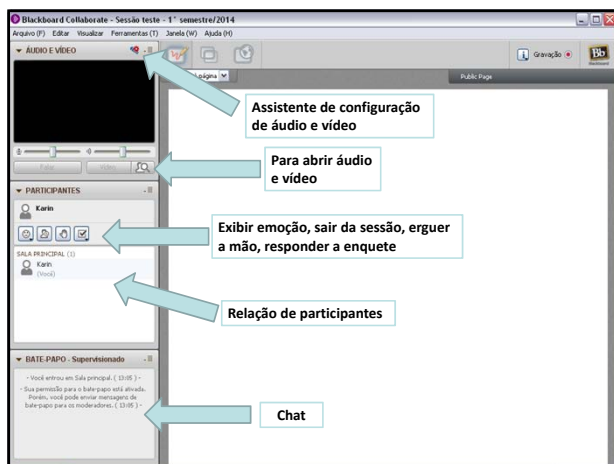 Blackboard Collaborate - Sessão teste - 1° semestre/2014
Arquivo (F) Editar Visualizar Ferramentas (T) Janela (W) Ajuda (H)
ÁUDIO E VÍDEO
Gravação
Bb
página
Public Page
Assistente de configuração
de áudio e vídeo
Falar
Vídeo
Para abrir áudio
e vídeo
PARTICIPANTES
Karin
Exibir emoção, sair da sessão, erguer
a mão, responder a enquete
SALA PRINCIPAL (1)
Karin
(Você)
Relação de participantes
BATE-PAPO - Supervisionado
- Você entrou em Sala principal. ( 13:05 ) -
- Sua permissão para o bate-papo está ativada.
Porém, você pode enviar mensagens de
bate-papo para os moderadores. ( 13:05 ) -
Chat